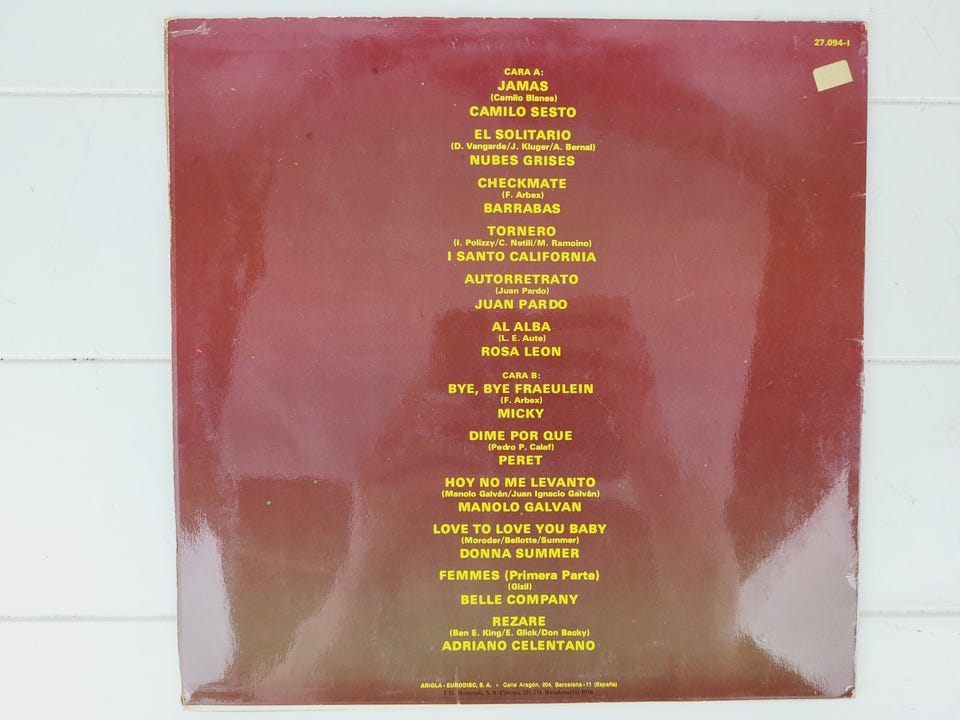 27.094-I
CARA A:
JAMAS
(Camilo Blanes)
CAMILO SESTO
EL SOLITARIO
(D. Vangarde/J. Kluger/A. Bernal)
NUBES GRISES
CHECKMATE
(F. Arbex)
BARRABAS
TORNERO
(I. Polizzy/C. Natili/M. Ramoino)
I SANTO CALIFORNIA
AUTORRETRATO
(Juan Pardo)
JUAN PARDO
AL ALBA
(L. E. Aute)
ROSA LEON
CARA B:
BYE, BYE FRAEULEIN
(F. Arbex)
MICKY
DIME POR QUE
(Pedro P. Calaf)
PERET
HOY NO ME LEVANTO
(Manolo Galván/Juan Ignacio Galván)
MANOLO GALVAN
LOVE TO LOVE YOU BABY
(Moroder/Bellotte/Summer)
DONNA SUMMER
FEMMES (Primera Parte)
(Gizil)
BELLE COMPANY
REZARE
(Ben E. King/E. Glick/Don Backy)
ADRIANO CELENTANO
ARIOLA-EURODISC, S. A. - Calle Aragón, 204, Barcelona-11 (España)